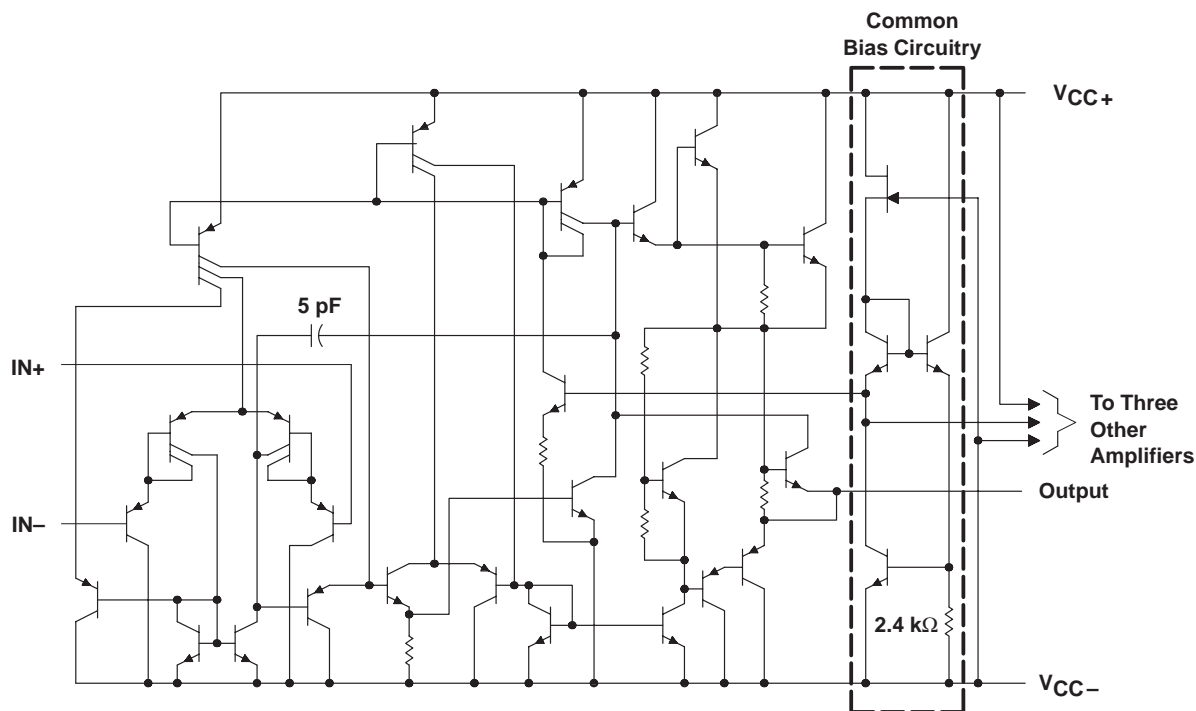 Common
Bias Circuitry
VCC+
5 pF
IN+
To Three
Other
Amplifiers
Output
IN–
2.4 kΩ
VCC–